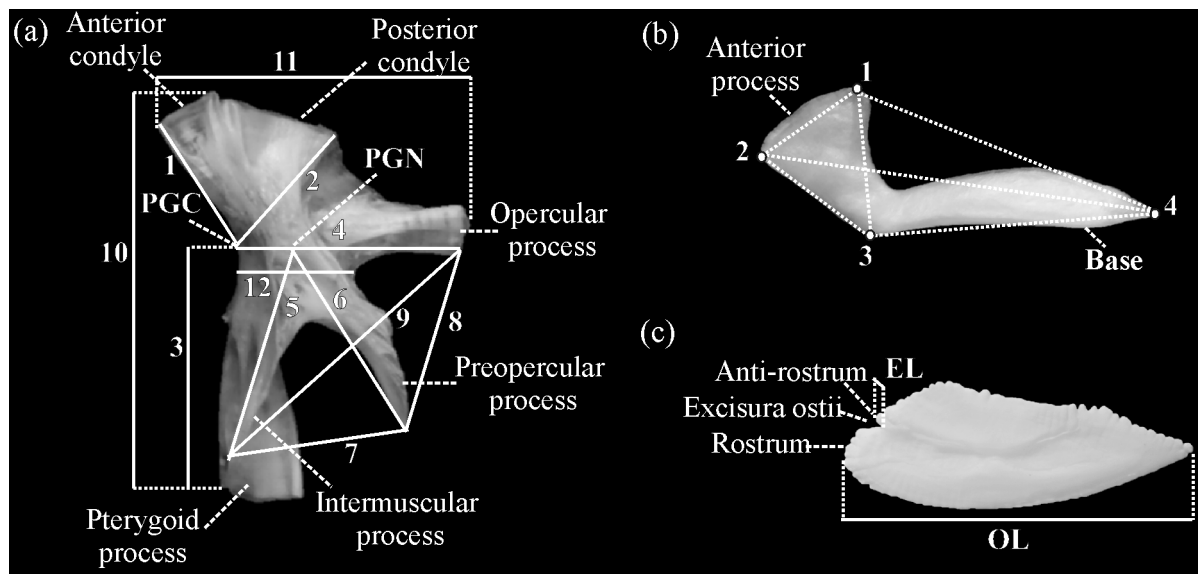 (a)
Anterior
condyle
11
Posterior
condyle
1
2
PGN
PGC
4
Opercular
process
10
12
5
6
9
8
3
Preopercular
process
7
Intermuscular
process
Pterygoid
process
(b)
Anterior
process
1
2
3
4
Base
(c)
Anti-rostrum
EL
Excisura ostii
Rostrum
OL